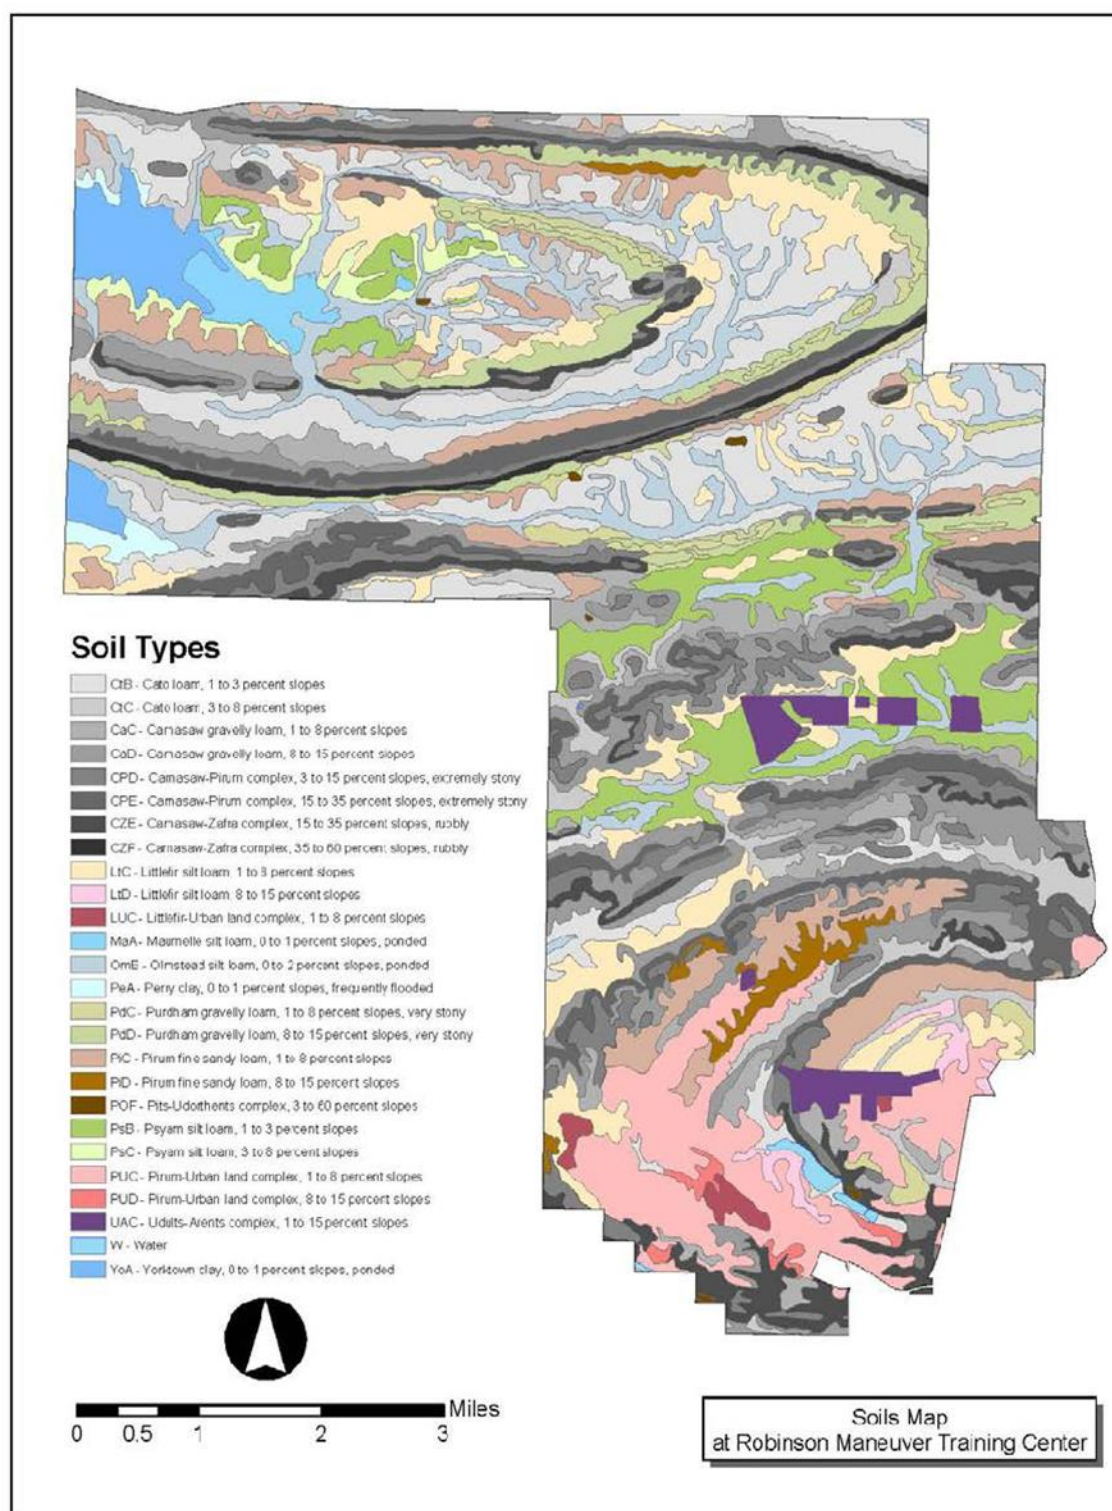 Soil Types
CtB - Cato loam, 1 to 3 percent slopes
CtC - Cato loam, 3 to 8 percent slopes
CaC - Carnasaw gravelly loam, 1 to 8 percent slopes
CaD - Carnasaw gravelly loam, 8 to 15 percent slopes
CPD - Carnasaw-Pirum complex, 3 to 15 percent slopes, extremely stony
CPE - Carnasaw-Pirum complex, 15 to 35 percent slopes, extremely stony
CZE - Carnasaw-Zafra complex, 15 to 35 percent slopes, rubbly
CZF - Carnasaw-Zafra complex, 35 to 60 percent slopes, rubbly
LtC - Littlefir silt loam, 1 to 8 percent slopes
LtD - Littlefir silt loam, 8 to 15 percent slopes
LUC - Littlefir-Urban land complex, 1 to 8 percent slopes
MaA - Maumelle silt loam, 0 to 1 percent slopes, ponded
OmE - Olmstead silt loam, 0 to 2 percent slopes, ponded
PeA - Perry clay, 0 to 1 percent slopes, frequently flooded
PdC - Purdham gravelly loam, 1 to 8 percent slopes, very stony
PdD - Purdham gravelly loam, 8 to 15 percent slopes, very stony
PiC - Pirum fine sandy loam, 1 to 8 percent slopes
PiD - Pirum fine sandy loam, 8 to 15 percent slopes
POF - Pits-Udorthents complex, 3 to 60 percent slopes
PsB - Psyam silt loam, 1 to 3 percent slopes
PsC - Psyam silt loam, 3 to 8 percent slopes
PUC - Pirum-Urban land complex, 1 to 8 percent slopes
PUD - Pirum-Urban land complex, 8 to 15 percent slopes
UAC - Udults-Arents complex, 1 to 15 percent slopes
W - Water
YoA - Yorktown clay, 0 to 1 percent slopes, ponded
Miles
0 0.5 1 2 3
Soils Map
at Robinson Maneuver Training Center